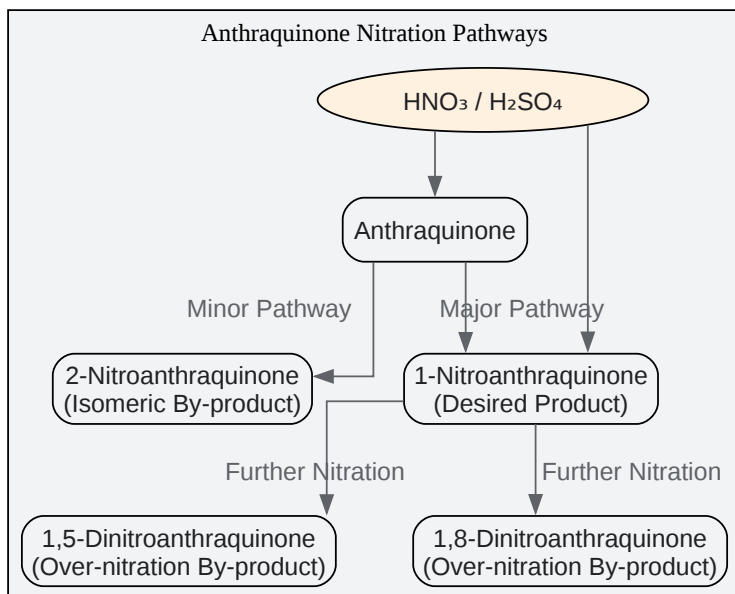 Anthraquinone Nitration Pathways
HNO₃ / H₂SO₄
Anthraquinone
Minor Pathway
Major Pathway
2-Nitroanthraquinone
(Isomeric By-product)
1-Nitroanthraquinone
(Desired Product)
Further Nitration
Further Nitration
1,5-Dinitroanthraquinone
(Over-nitration By-product)
1,8-Dinitroanthraquinone
(Over-nitration By-product)